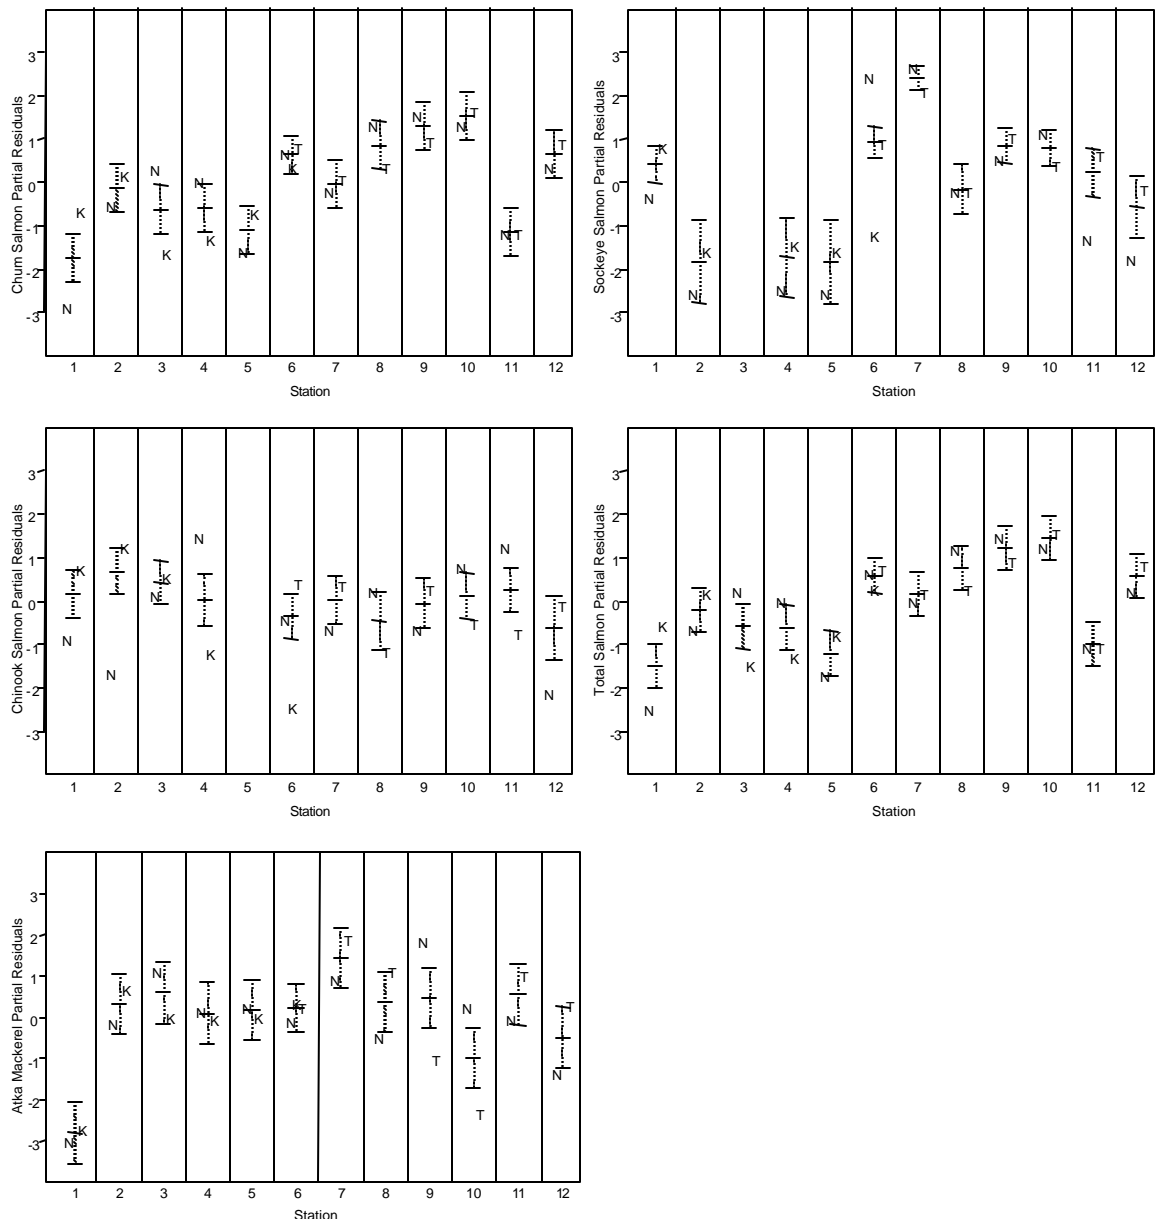 Chum Salmon Partial Residuals
3
2
1
0
-1
-2
-3
N K N K N K N K N K N K T N T N T N T N T N T N T
1 2 3 4 5 6 7 8 9 10 11 12
Station
Sockeye Salmon Partial Residuals
3
2
1
0
-1
-2
-3
N K N K N K N K N K T N T N T N T N T N T N T
1 2 3 4 5 6 7 8 9 10 11 12
Station
Chinook Salmon Partial Residuals
3
2
1
0
-1
-2
-3
N K N K N K N K N K T N T N T N T N T N T N T
1 2 3 4 5 6 7 8 9 10 11 12
Station
Total Salmon Partial Residuals
3
2
1
0
-1
-2
-3
N K N K N K N K N K N K T N T N T N T N T N T N T
1 2 3 4 5 6 7 8 9 10 11 12
Station
Atka Mackerel Partial Residuals
3
2
1
0
-1
-2
-3
N K N K N K N K N K N K T N T N T N T N T N T N T
1 2 3 4 5 6 7 8 9 10 11 12
Station